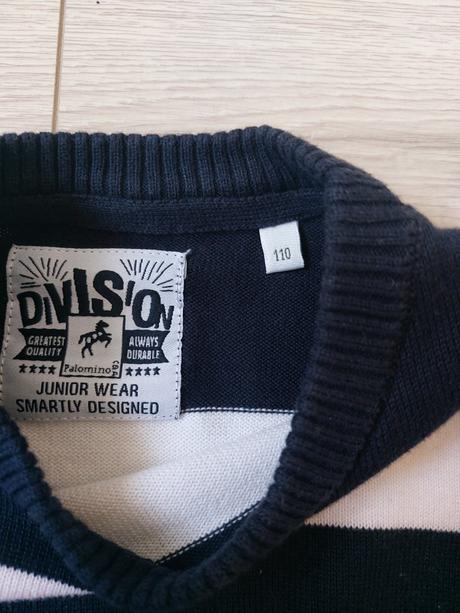 DIVISION
GREATEST QUALITY
ALWAYS DURABLE
Palomino
C&A
JUNIOR WEAR
SMARTLY DESIGNED
110